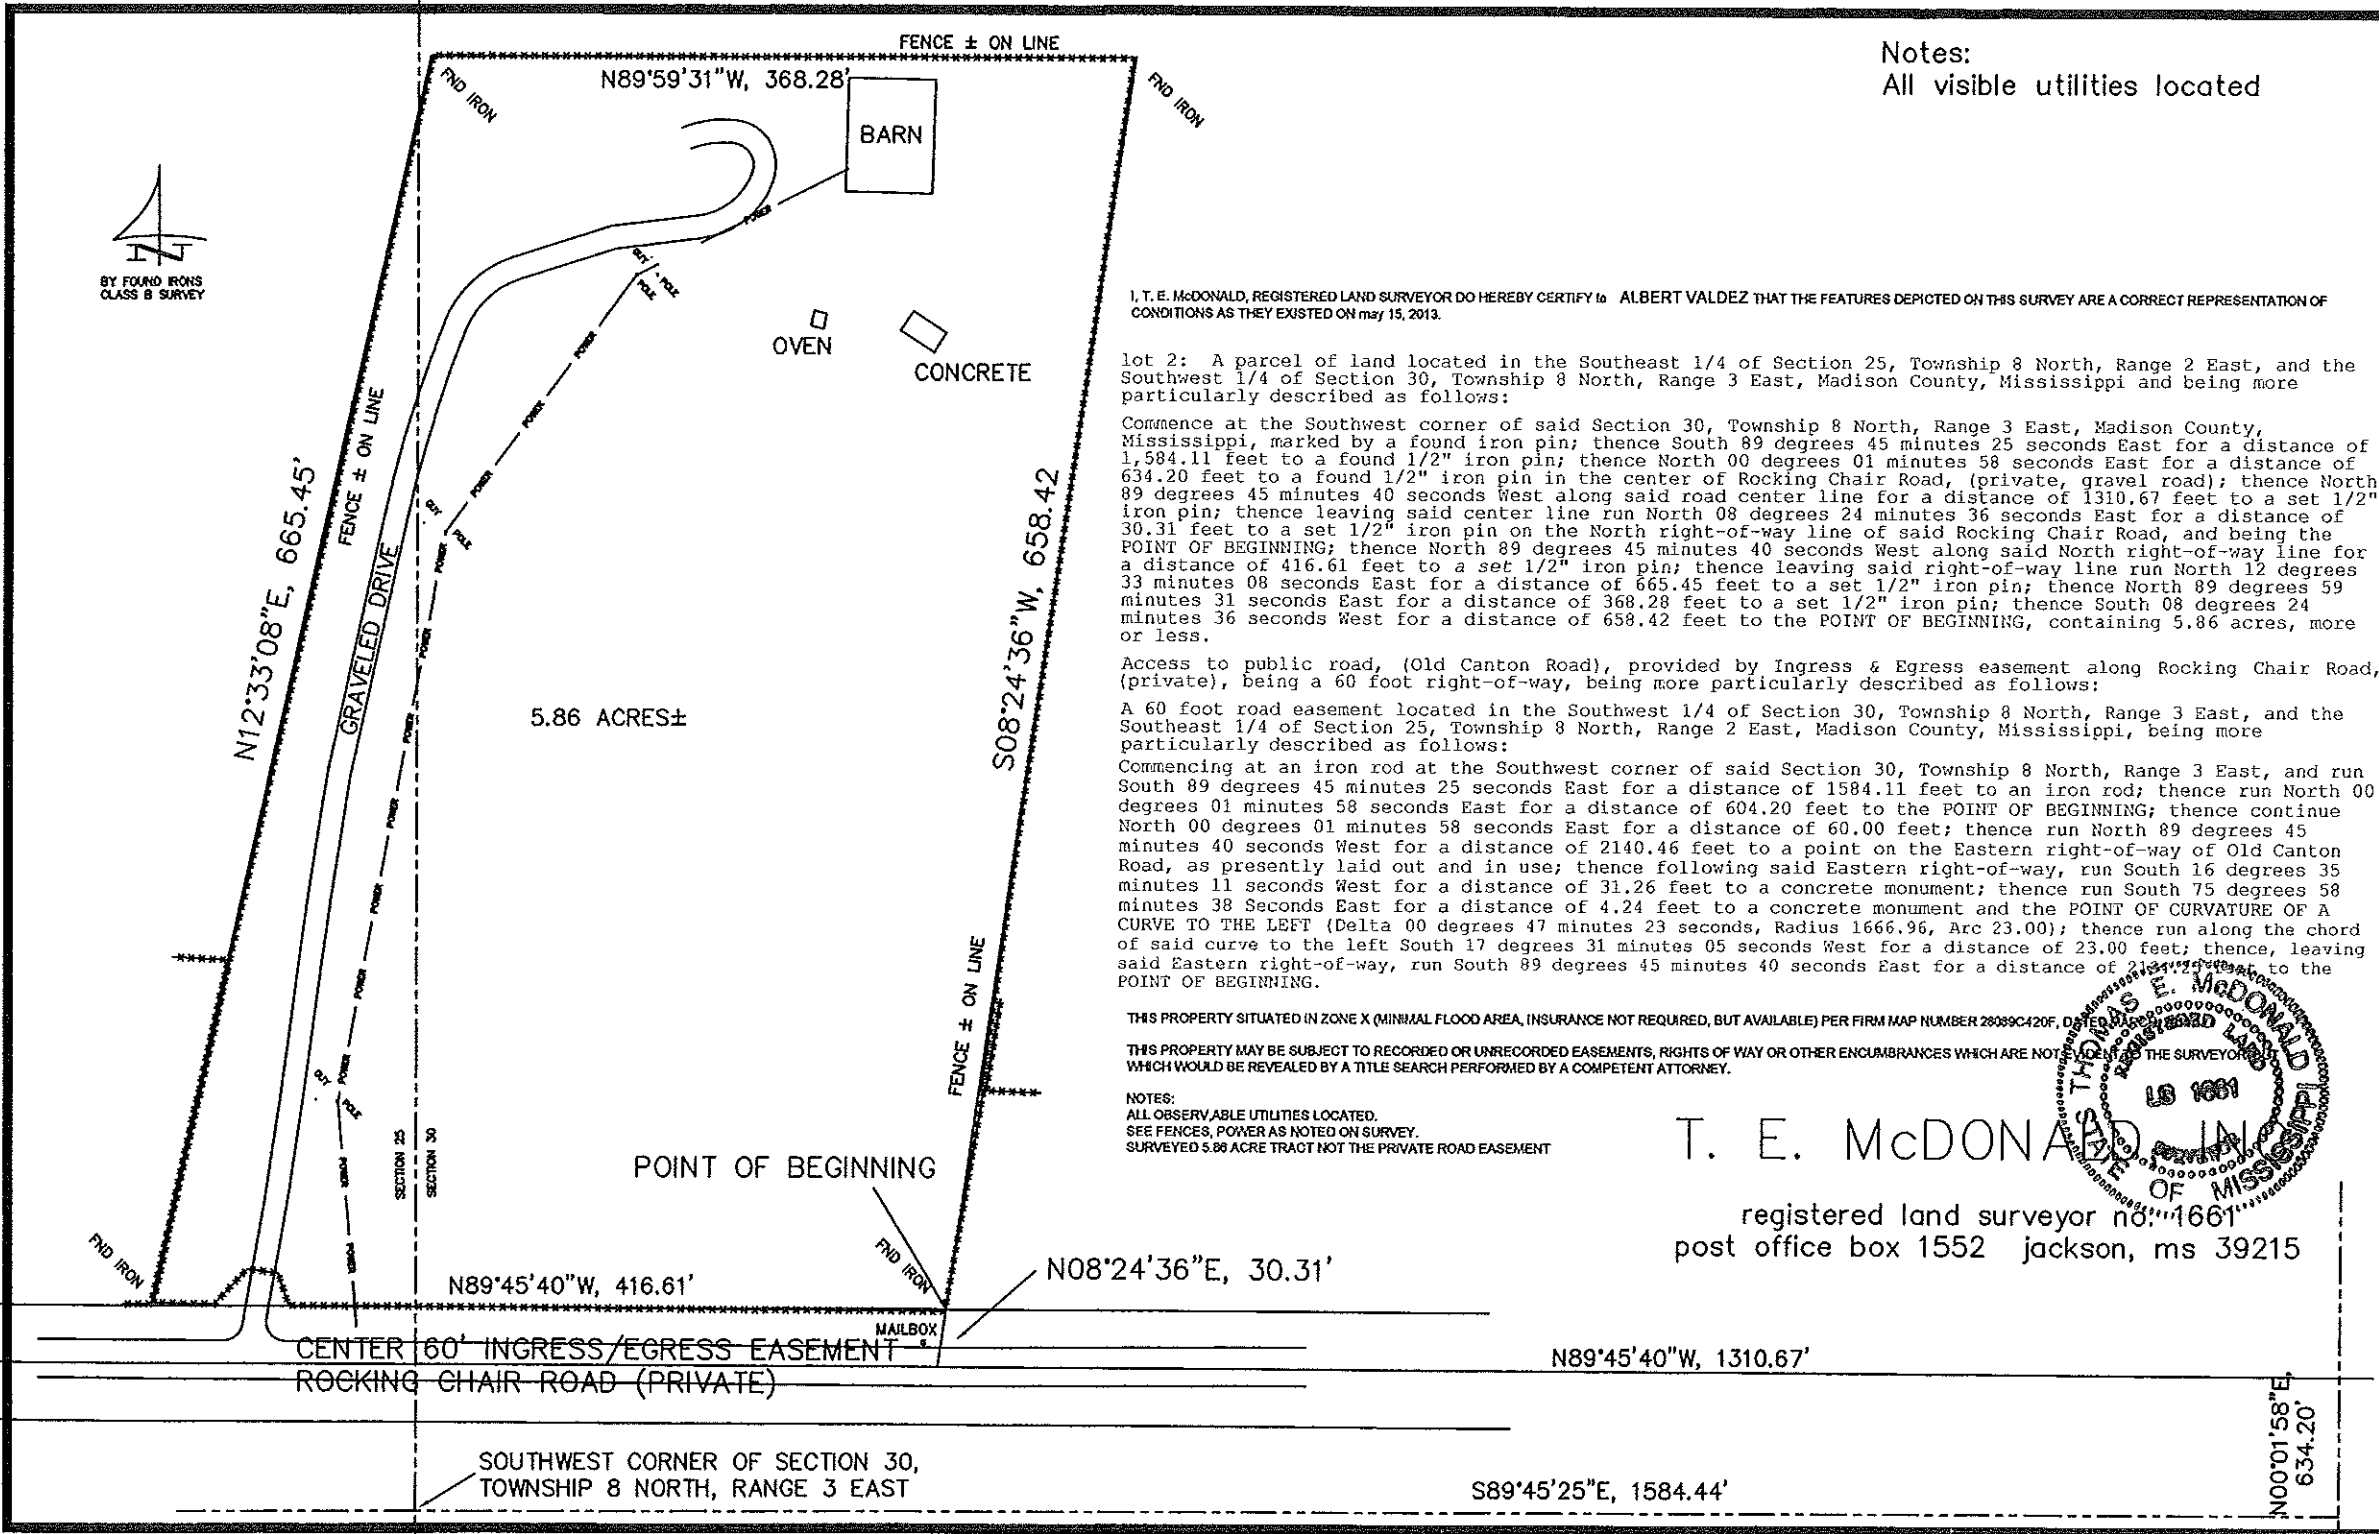 FENCE ± ON LINE
N89°59'31"W, 368.28'
FND IRON
FND IRON
BARN
Notes:
All visible utilities located
N
BY FOUND IRONS
CLASS B SURVEY
POWER
GUY
POLE
POLE
POWER
OVEN
CONCRETE
POWER
POWER
GUY
POLE
POWER
FENCE ± ON LINE
N12°33'08"E, 665.45'
GRAVELED DRIVE
POWER
POWER
5.86 ACRES±
S08°24'36"W, 658.42
POWER
POWER
POWER
FENCE ± ON LINE
POWER
GUY
POLE
SECTION 25
SECTION 30
POWER
POWER
POINT OF BEGINNING
FND IRON
FND IRON
N89°45'40"W, 416.61'
N08°24'36"E, 30.31'
MAILBOX
CENTER 60' INGRESS/EGRESS EASEMENT
ROCKING CHAIR ROAD (PRIVATE)
N89°45'40"W, 1310.67'
SOUTHWEST CORNER OF SECTION 30,
TOWNSHIP 8 NORTH, RANGE 3 EAST
S89°45'25"E, 1584.44'
N00°01'58"E,
634.20'
I, T. E. McDONALD, REGISTERED LAND SURVEYOR DO HEREBY CERTIFY to ALBERT VALDEZ THAT THE FEATURES DEPICTED ON THIS SURVEY ARE A CORRECT REPRESENTATION OF
CONDITIONS AS THEY EXISTED ON may 15, 2013.
lot 2: A parcel of land located in the Southeast 1/4 of Section 25, Township 8 North, Range 2 East, and the
Southwest 1/4 of Section 30, Township 8 North, Range 3 East, Madison County, Mississippi and being more
particularly described as follows:
Commence at the Southwest corner of said Section 30, Township 8 North, Range 3 East, Madison County,
Mississippi, marked by a found iron pin; thence South 89 degrees 45 minutes 25 seconds East for a distance of
1,584.11 feet to a found 1/2" iron pin; thence North 00 degrees 01 minutes 58 seconds East for a distance of
634.20 feet to a found 1/2" iron pin in the center of Rocking Chair Road, (private, gravel road); thence North
89 degrees 45 minutes 40 seconds West along said road center line for a distance of 1310.67 feet to a set 1/2"
iron pin; thence leaving said center line run North 08 degrees 24 minutes 36 seconds East for a distance of
30.31 feet to a set 1/2" iron pin on the North right-of-way line of said Rocking Chair Road, and being the
POINT OF BEGINNING; thence North 89 degrees 45 minutes 40 seconds West along said North right-of-way line for
a distance of 416.61 feet to a set 1/2" iron pin; thence leaving said right-of-way line run North 12 degrees
33 minutes 08 seconds East for a distance of 665.45 feet to a set 1/2" iron pin; thence North 89 degrees 59
minutes 31 seconds East for a distance of 368.28 feet to a set 1/2" iron pin; thence South 08 degrees 24
minutes 36 seconds West for a distance of 658.42 feet to the POINT OF BEGINNING, containing 5.86 acres, more
or less.
Access to public road, (Old Canton Road), provided by Ingress & Egress easement along Rocking Chair Road,
(private), being a 60 foot right-of-way, being more particularly described as follows:
A 60 foot road easement located in the Southwest 1/4 of Section 30, Township 8 North, Range 3 East, and the
Southeast 1/4 of Section 25, Township 8 North, Range 2 East, Madison County, Mississippi, being more
particularly described as follows:
Commencing at an iron rod at the Southwest corner of said Section 30, Township 8 North, Range 3 East, and run
South 89 degrees 45 minutes 25 seconds East for a distance of 1584.11 feet to an iron rod; thence run North 00
degrees 01 minutes 58 seconds East for a distance of 604.20 feet to the POINT OF BEGINNING; thence continue
North 00 degrees 01 minutes 58 seconds East for a distance of 60.00 feet; thence run North 89 degrees 45
minutes 40 seconds West for a distance of 2140.46 feet to a point on the Eastern right-of-way of Old Canton
Road, as presently laid out and in use; thence following said Eastern right-of-way, run South 16 degrees 35
minutes 11 seconds West for a distance of 31.26 feet to a concrete monument; thence run South 75 degrees 58
minutes 38 Seconds East for a distance of 4.24 feet to a concrete monument and the POINT OF CURVATURE OF A
CURVE TO THE LEFT (Delta 00 degrees 47 minutes 23 seconds, Radius 1666.96, Arc 23.00); thence run along the chord
of said curve to the left South 17 degrees 31 minutes 05 seconds West for a distance of 23.00 feet; thence, leaving
said Eastern right-of-way, run South 89 degrees 45 minutes 40 seconds East for a distance of to the
POINT OF BEGINNING.
THIS PROPERTY SITUATED IN ZONE X (MINIMAL FLOOD AREA, INSURANCE NOT REQUIRED, BUT AVAILABLE) PER FIRM MAP NUMBER 28089C420F, DATED
THIS PROPERTY MAY BE SUBJECT TO RECORDED OR UNRECORDED EASEMENTS, RIGHTS OF WAY OR OTHER ENCUMBRANCES WHICH ARE NOT EVIDENT TO THE SURVEYOR
WHICH WOULD BE REVEALED BY A TITLE SEARCH PERFORMED BY A COMPETENT ATTORNEY.
NOTES:
ALL OBSERVABLE UTILITIES LOCATED.
SEE FENCES, POWER AS NOTED ON SURVEY.
SURVEYED 5.86 ACRE TRACT NOT THE PRIVATE ROAD EASEMENT
T. E. McDONALD, INC
registered land surveyor no. 1661
post office box 1552 jackson, ms 39215
THOMAS E. McDONALD
REGISTERED LAND
LS 1661
STATE OF MISSISSIPPI